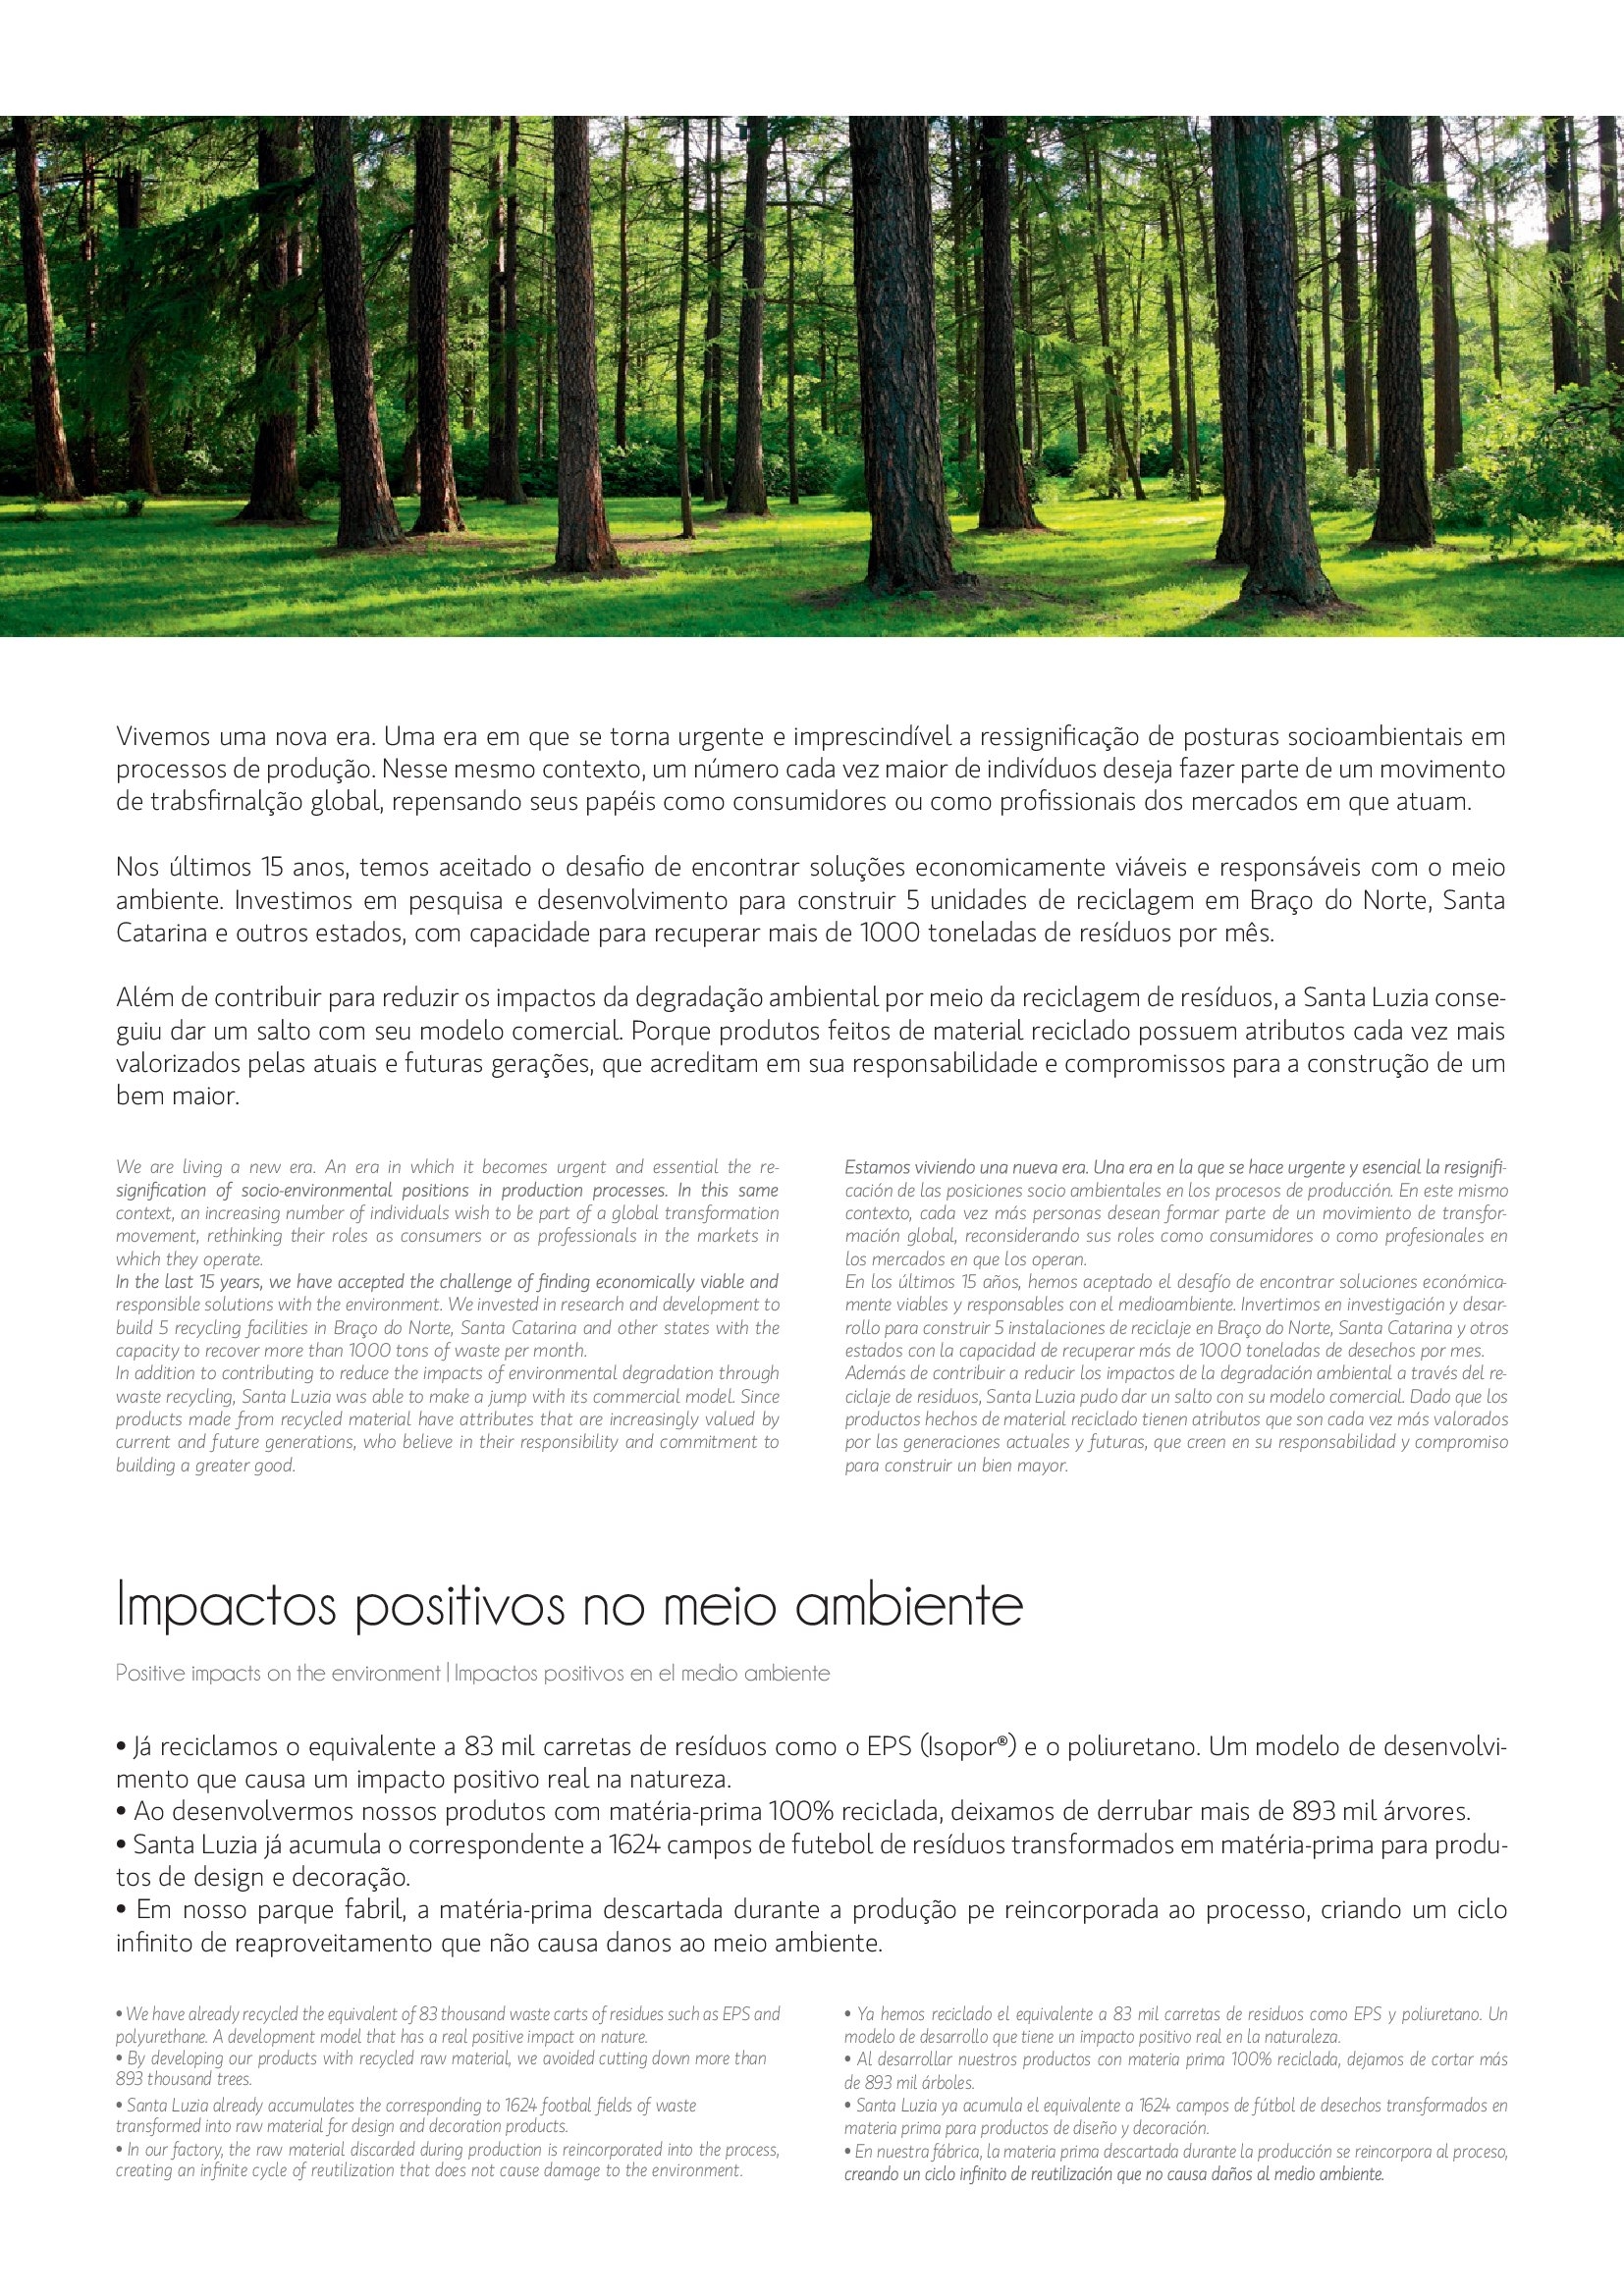 Vivemos uma nova era. Uma era em que se torna urgente e imprescindível a ressignificação de posturas socioambientais em
processos de produção. Nesse mesmo contexto, um número cada vez maior de indivíduos deseja fazer parte de um movimento
de trabsfirnalção global, repensando seus papéis como consumidores ou como profissionais dos mercados em que atuam.
Nos últimos 15 anos, temos aceitado o desafio de encontrar soluções economicamente viáveis e responsáveis com o meio
ambiente. Investimos em pesquisa e desenvolvimento para construir 5 unidades de reciclagem em Braço do Norte, Santa
Catarina e outros estados, com capacidade para recuperar mais de 1000 toneladas de resíduos por mês.
Além de contribuir para reduzir os impactos da degradação ambiental por meio da reciclagem de resíduos, a Santa Luzia conse-
guiu dar um salto com seu modelo comercial. Porque produtos feitos de material reciclado possuem atributos cada vez mais
valorizados pelas atuais e futuras gerações, que acreditam em sua responsabilidade e compromissos para a construção de um
bem maior.
We are living a new era. An era in which it becomes urgent and essential the re-
signification of socio-environmental positions in production processes. In this same
context, an increasing number of individuals wish to be part of a global transformation
movement, rethinking their roles as consumers or as professionals in the markets in
which they operate.
In the last 15 years, we have accepted the challenge of finding economically viable and
responsible solutions with the environment. We invested in research and development to
build 5 recycling facilities in Braço do Norte, Santa Catarina and other states with the
capacity to recover more than 1000 tons of waste per month.
In addition to contributing to reduce the impacts of environmental degradation through
waste recycling, Santa Luzia was able to make a jump with its commercial model. Since
products made from recycled material have attributes that are increasingly valued by
current and future generations, who believe in their responsibility and commitment to
building a greater good.
Estamos viviendo una nueva era. Una era en la que se hace urgente y esencial la resignifi-
cación de las posiciones socio ambientales en los procesos de producción. En este mismo
contexto, cada vez más personas desean formar parte de un movimiento de transfor-
mación global, reconsiderando sus roles como consumidores o como profesionales en
los mercados en que los operan.
En los últimos 15 años, hemos aceptado el desafío de encontrar soluciones económica-
mente viables y responsables con el medioambiente. Invertimos en investigación y desar-
rollo para construir 5 instalaciones de reciclaje en Braço do Norte, Santa Catarina y otros
estados con la capacidad de recuperar más de 1000 toneladas de desechos por mes.
Además de contribuir a reducir los impactos de la degradación ambiental a través del re-
ciclaje de residuos, Santa Luzia pudo dar un salto con su modelo comercial. Dado que los
productos hechos de material reciclado tienen atributos que son cada vez más valorados
por las generaciones actuales y futuras, que creen en su responsabilidad y compromiso
para construir un bien mayor.
Impactos positivos no meio ambiente
Positive impacts on the environment | Impactos positivos en el medio ambiente
• Já reciclamos o equivalente a 83 mil carretas de resíduos como o EPS (Isopor®) e o poliuretano. Um modelo de desenvolvi-
mento que causa um impacto positivo real na natureza.
• Ao desenvolvermos nossos produtos com matéria-prima 100% reciclada, deixamos de derrubar mais de 893 mil árvores.
• Santa Luzia já acumula o correspondente a 1624 campos de futebol de resíduos transformados em matéria-prima para produ-
tos de design e decoração.
• Em nosso parque fabril, a matéria-prima descartada durante a produção pe reincorporada ao processo, criando um ciclo
infinito de reaproveitamento que não causa danos ao meio ambiente.
• We have already recycled the equivalent of 83 thousand waste carts of residues such as EPS and
polyurethane. A development model that has a real positive impact on nature.
• By developing our products with recycled raw material, we avoided cutting down more than
893 thousand trees.
• Santa Luzia already accumulates the corresponding to 1624 footbal fields of waste
transformed into raw material for design and decoration products.
• In our factory, the raw material discarded during production is reincorporated into the process,
creating an infinite cycle of reutilization that does not cause damage to the environment.
• Ya hemos reciclado el equivalente a 83 mil carretas de residuos como EPS y poliuretano. Un
modelo de desarrollo que tiene un impacto positivo real en la naturaleza.
• Al desarrollar nuestros productos con materia prima 100% reciclada, dejamos de cortar más
de 893 mil árboles.
• Santa Luzia ya acumula el equivalente a 1624 campos de fútbol de desechos transformados en
materia prima para productos de diseño y decoración.
• En nuestra fábrica, la materia prima descartada durante la producción se reincorpora al proceso,
creando un ciclo infinito de reutilización que no causa daños al medio ambiente.